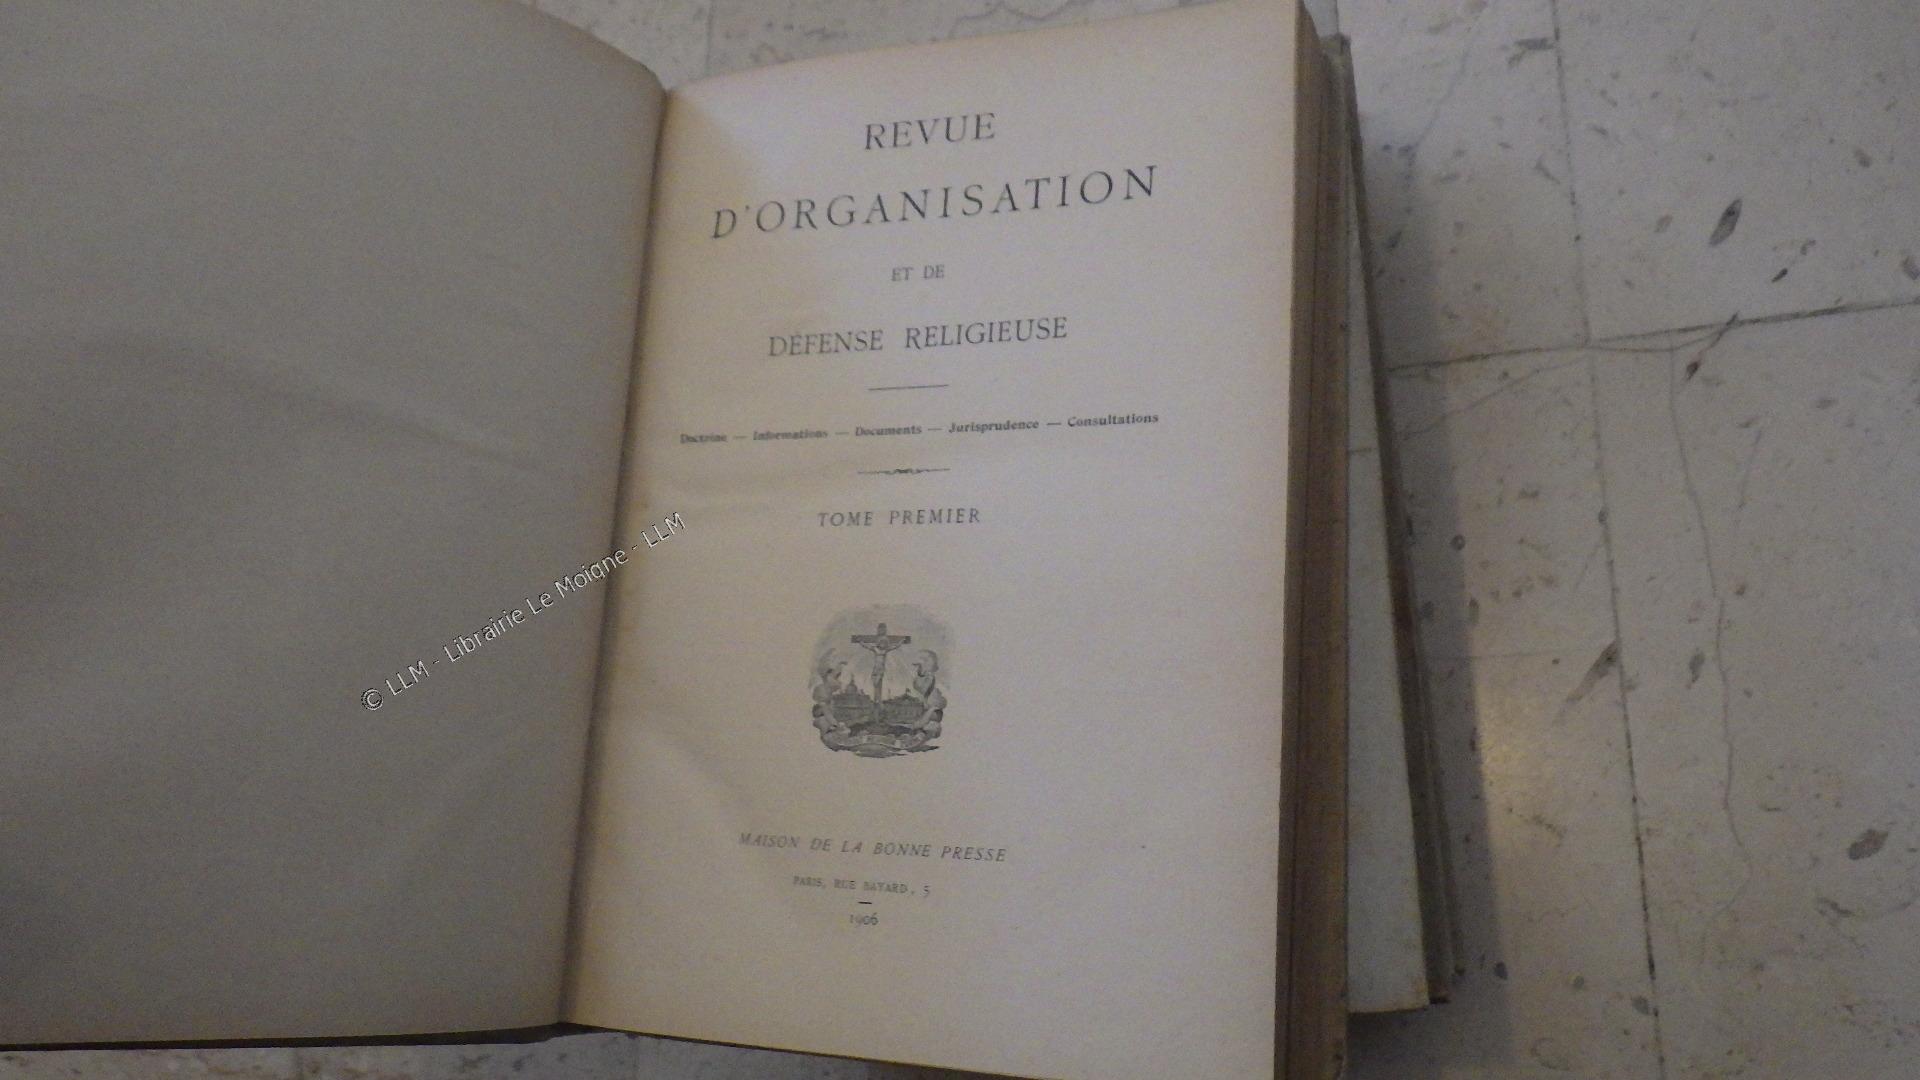 REVUE
D'ORGANISATION
ET DE
DÉFENSE RELIGIEUSE
Doctrine — Informations — Documents — Jurisprudence — Consultations
TOME PREMIER
MAISON DE LA BONNE PRESSE
PARIS, RUE BAYARD, 5
1906
© LLM - Librairie Le Moigne - LLM